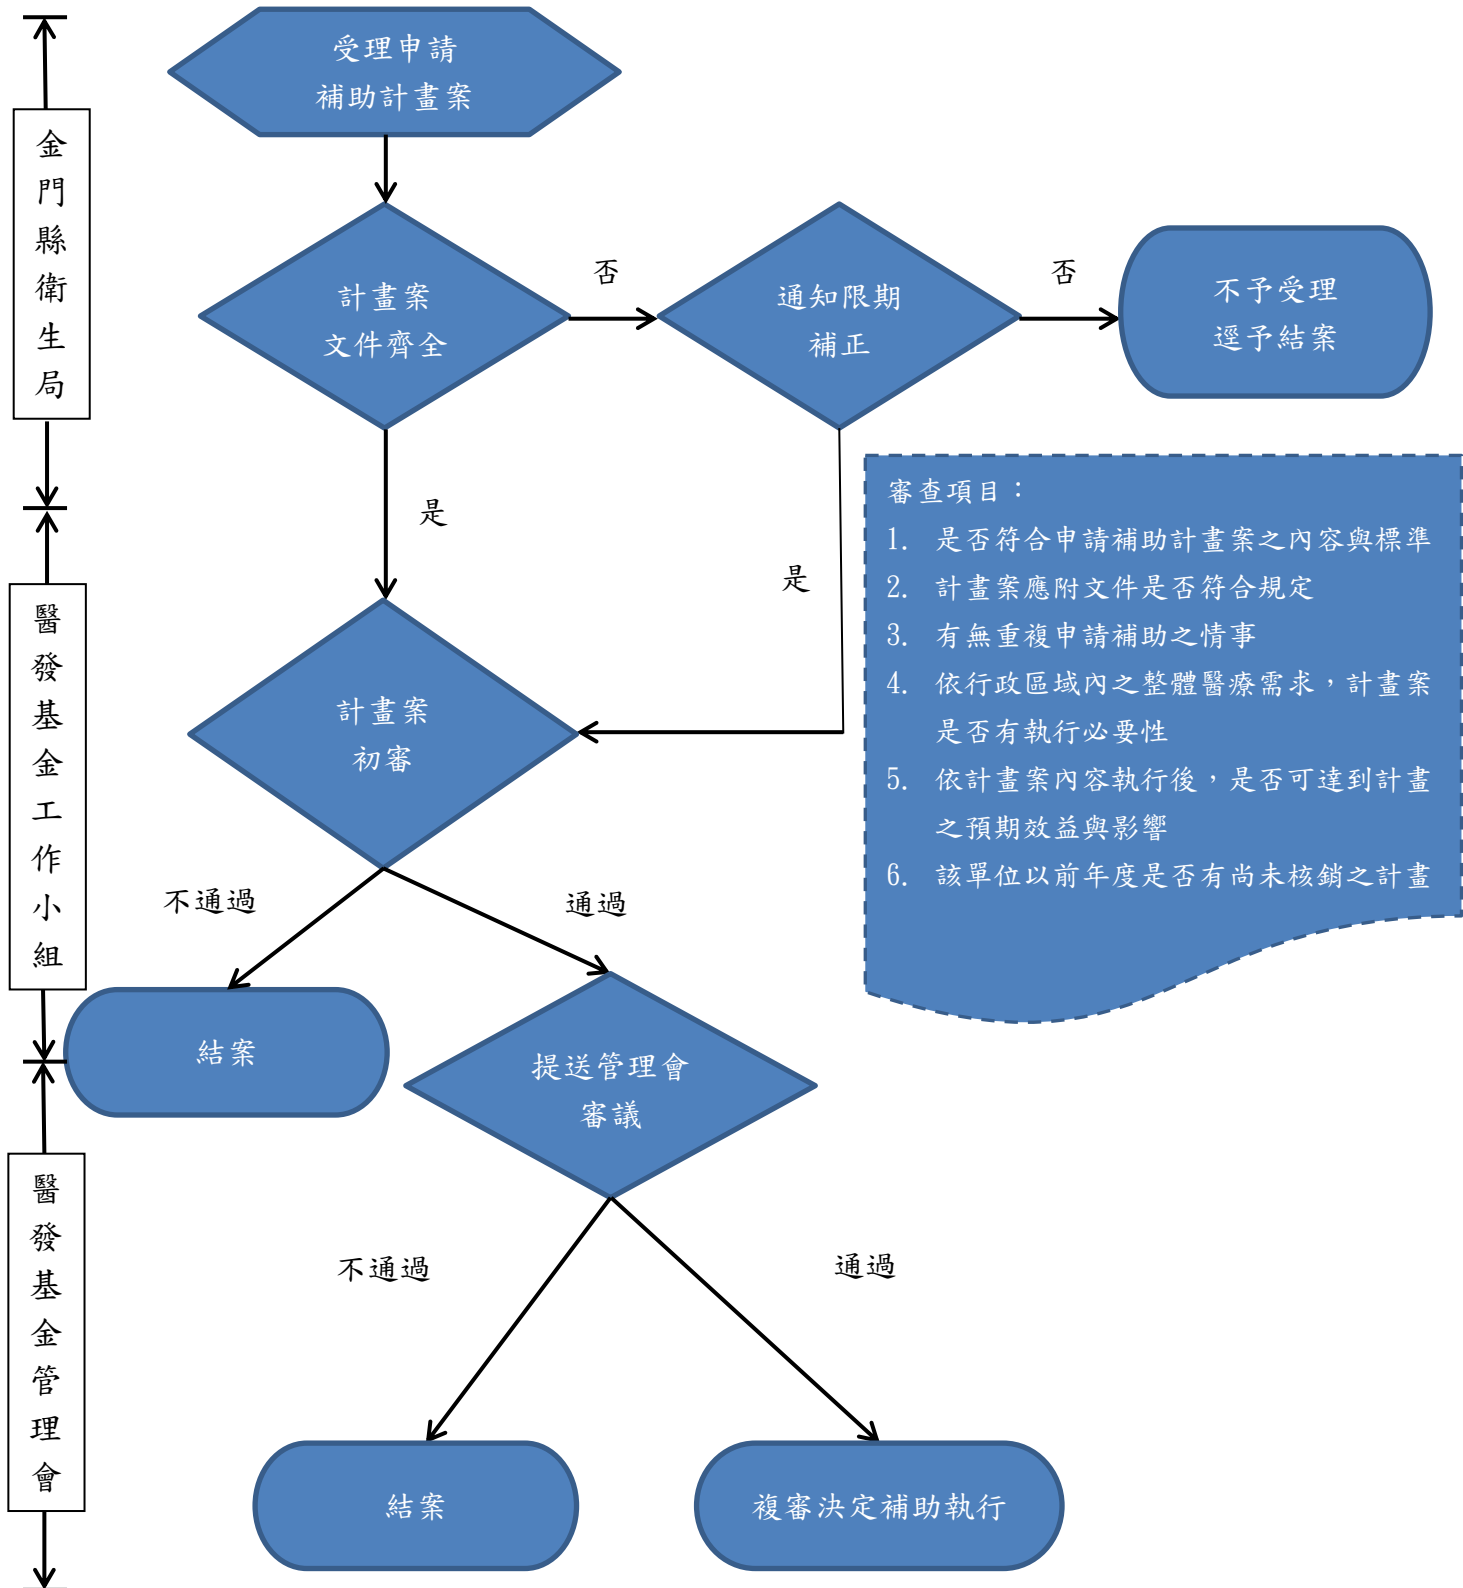 受理申請
補助計畫案
金門縣衛生局
計畫案
文件齊全
否
通知限期
補正
否
不予受理
逕予結案
是
是
審查項目：
1. 是否符合申請補助計畫案之內容與標準
2. 計畫案應附文件是否符合規定
3. 有無重複申請補助之情事
4. 依行政區域內之整體醫療需求，計畫案
是否有執行必要性
5. 依計畫案內容執行後，是否可達到計畫
之預期效益與影響
6. 該單位以前年度是否有尚未核銷之計畫
醫發基金工作小組
計畫案
初審
不通過
通過
結案
提送管理會
審議
醫發基金管理會
不通過
通過
結案
複審決定補助執行